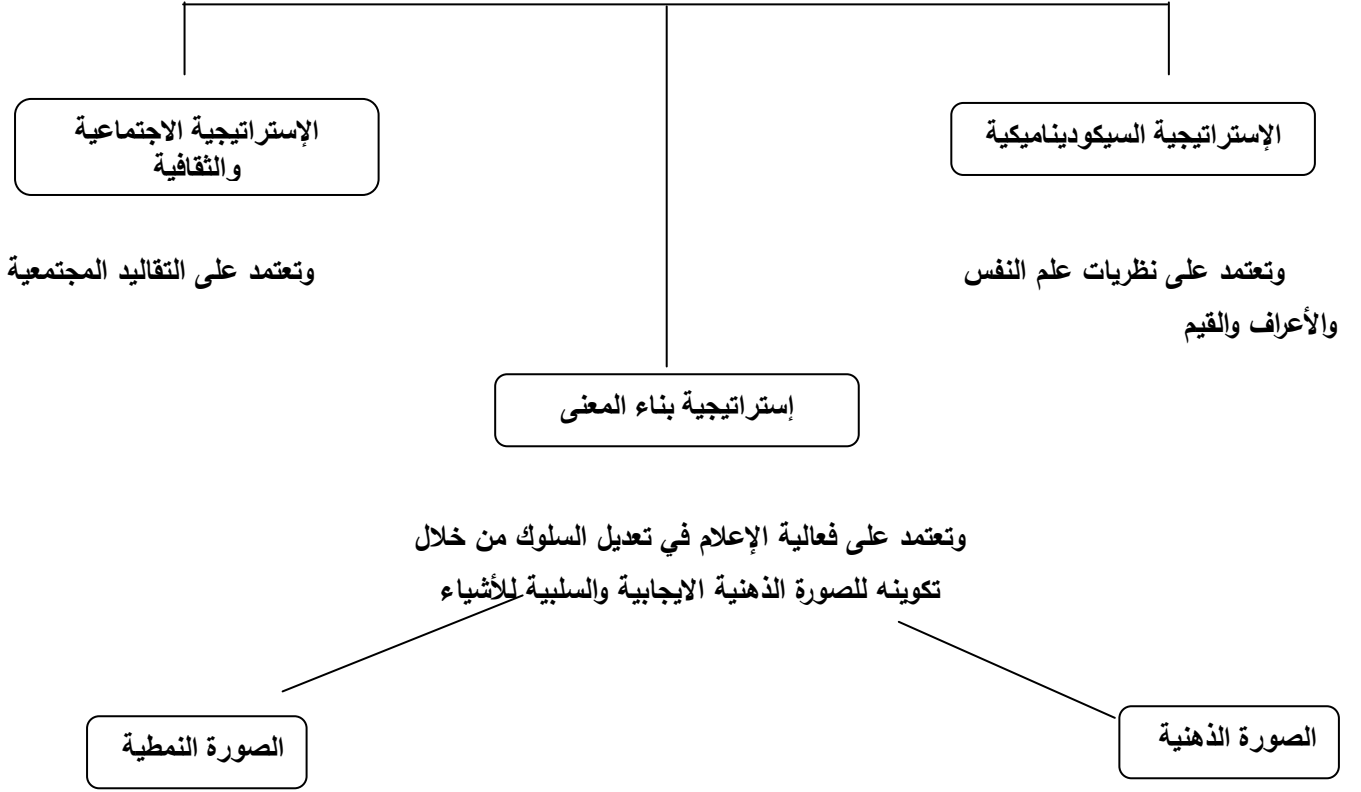 الإستراتيجية السيكوديناميكية
الإستراتيجية الاجتماعية
والثقافية
وتعتمد على نظريات علم النفس
وتعتمد على التقاليد المجتمعية
والأعراف والقيم
إستراتيجية بناء المعنى
وتعتمد على فعالية الإعلام في تعديل السلوك من خلال
تكوينه للصورة الذهنية الايجابية والسلبية للأشياء
الصورة الذهنية
الصورة النمطية